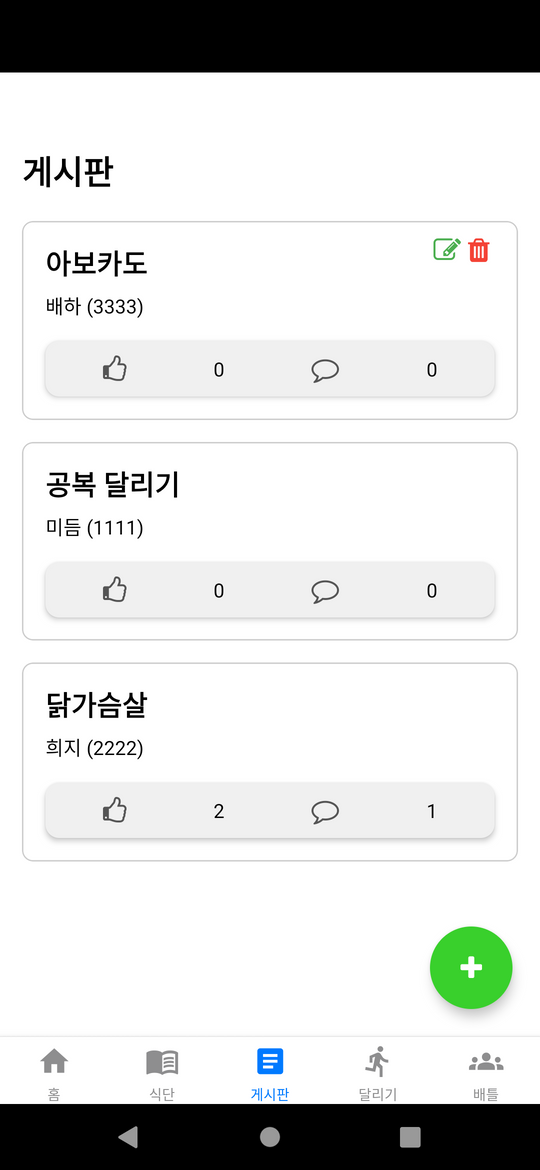 게시판
아보카도
배하 (3333)
0 0
공복 달리기
미듬 (1111)
0 0
닭가슴살
희지 (2222)
2 1
홈 식단 게시판 달리기 배틀